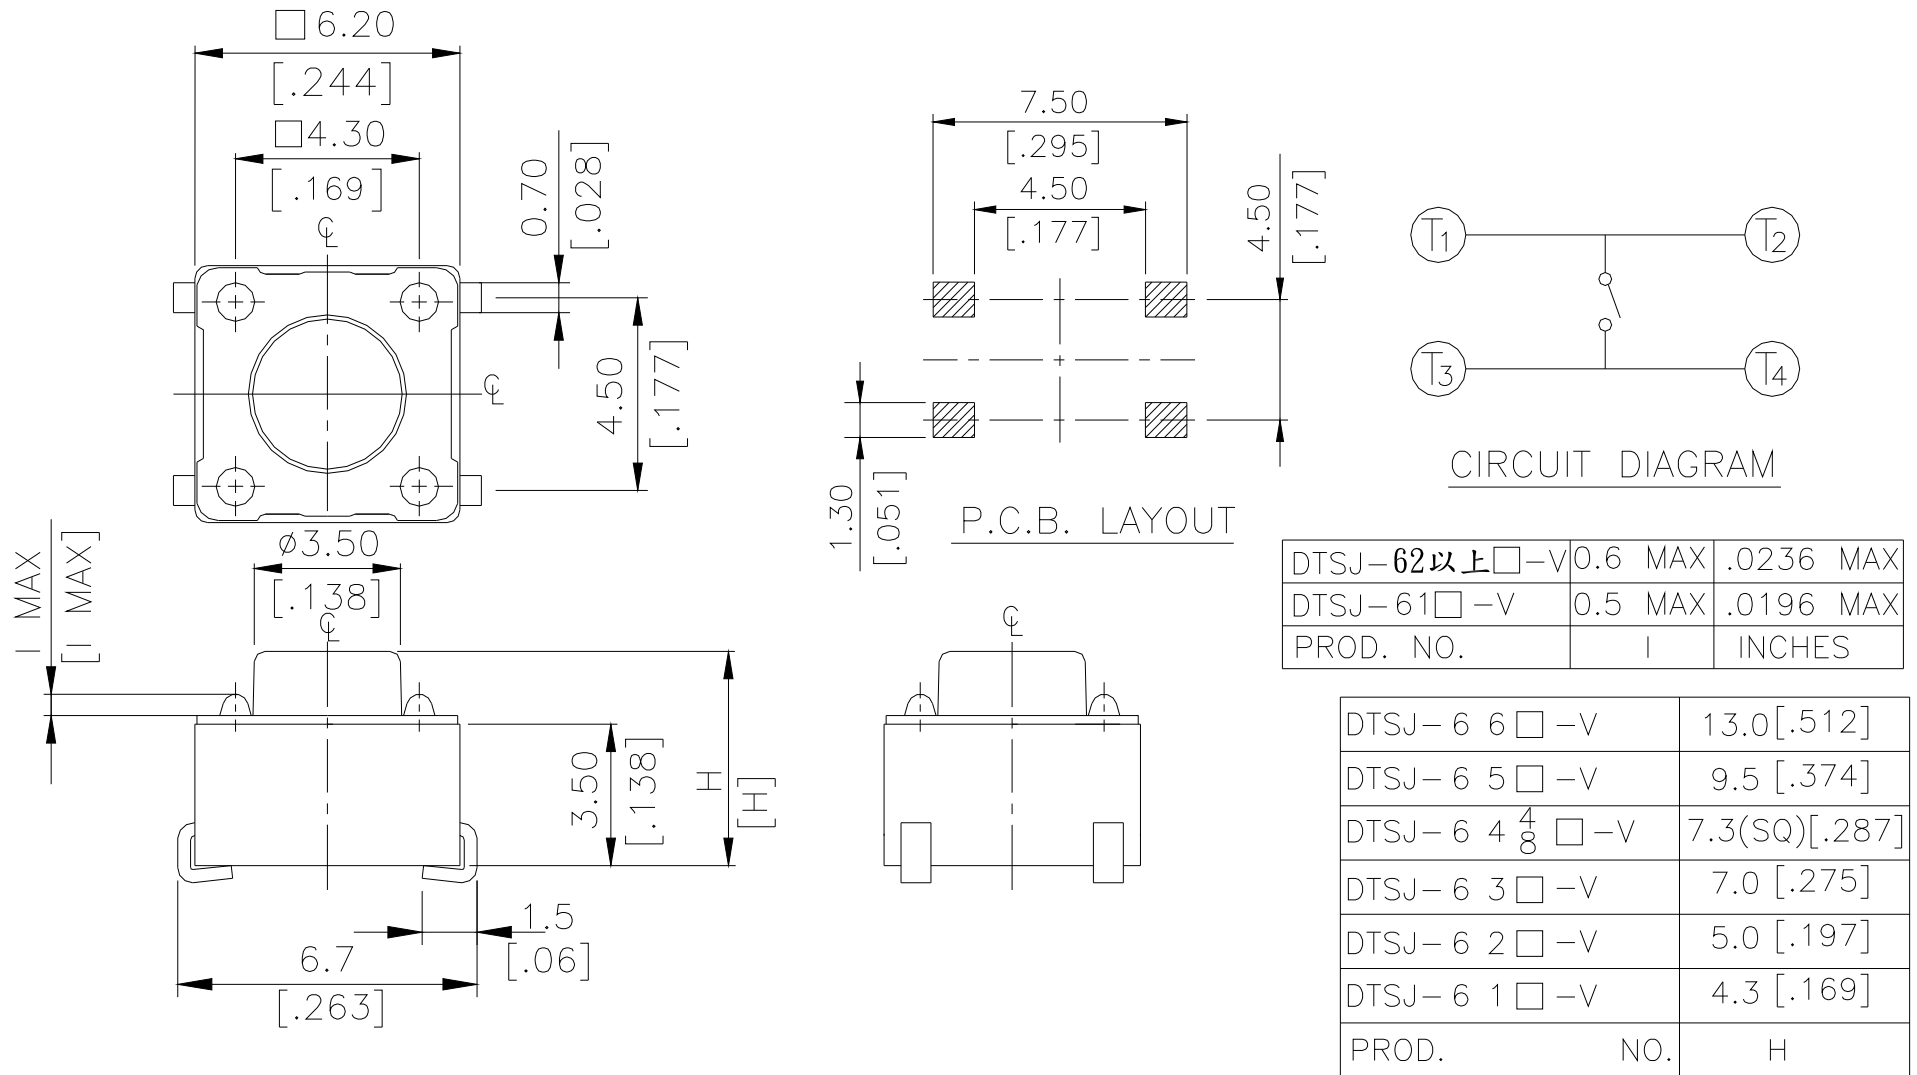 □ 6.20
[.244]
□4.30
[.169]
℄
0.70
[.028]
℄
4.50
[.177]
ø3.50
[.138]
℄
I MAX
[I MAX]
3.50
[.138]
H
[H]
1.5
[.06]
6.7
[.263]
℄
7.50
[.295]
4.50
[.177]
4.50
[.177]
1.30
[.051]
P.C.B. LAYOUT
T1
T2
T3
T4
CIRCUIT DIAGRAM
DTSJ-62以上□-V 0.6 MAX .0236 MAX
DTSJ-61□-V 0.5 MAX .0196 MAX
PROD. NO. I INCHES
DTSJ-6 6□-V 13.0[.512]
DTSJ-6 5□-V 9.5 [.374]
DTSJ-6 4 4/8 □-V 7.3(SQ)[.287]
DTSJ-6 3□-V 7.0 [.275]
DTSJ-6 2□-V 5.0 [.197]
DTSJ-6 1□-V 4.3 [.169]
PROD. NO. H